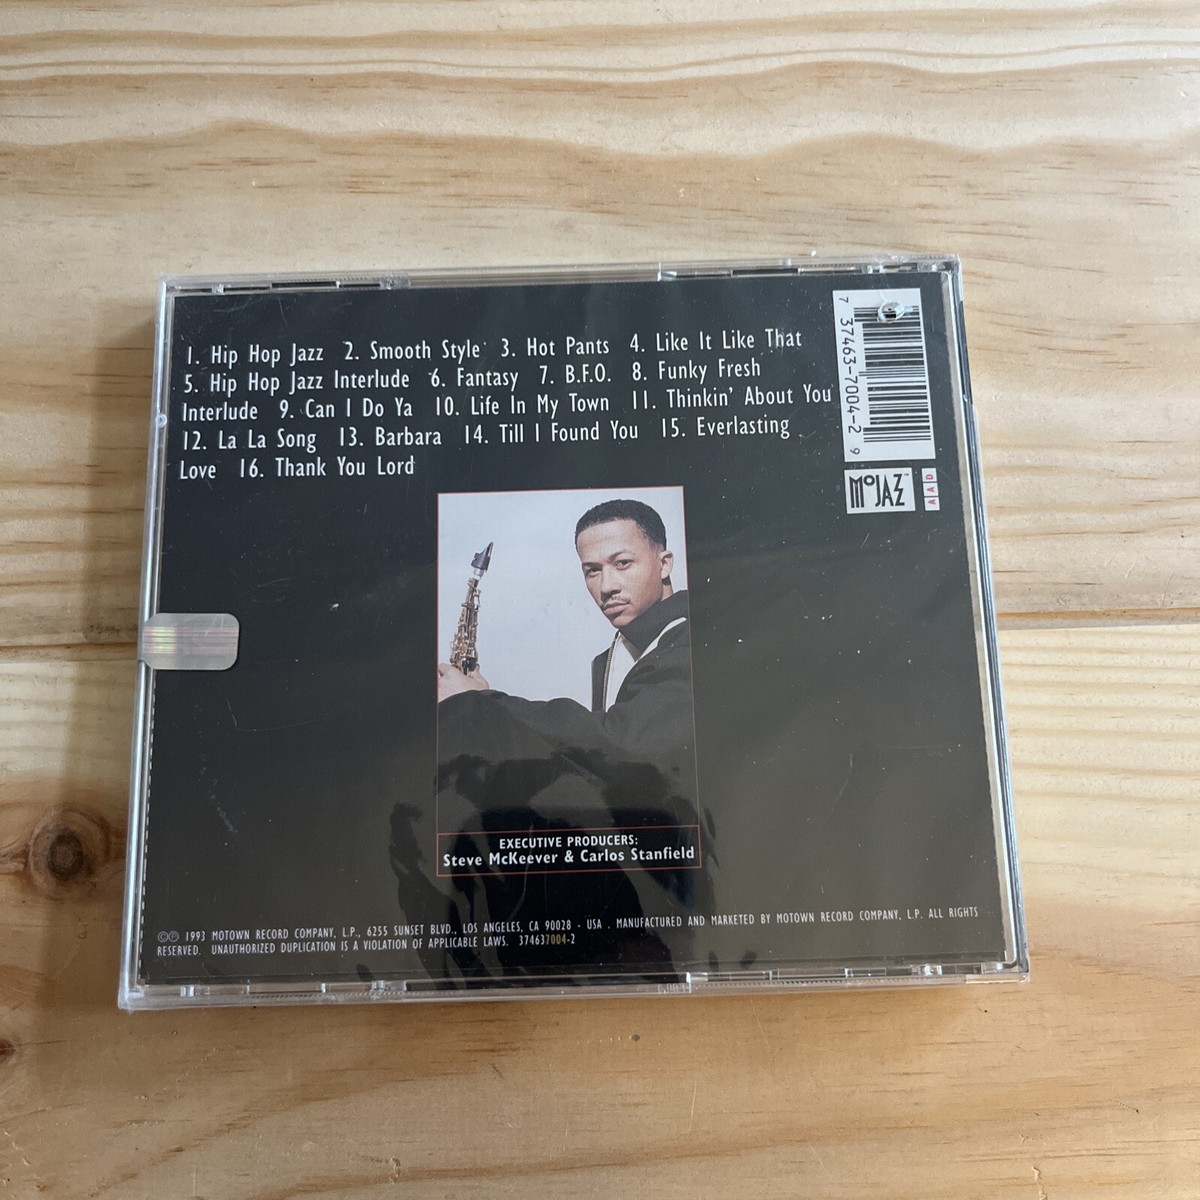 1. Hip Hop Jazz 2. Smooth Style 3. Hot Pants 4. Like It Like That
5. Hip Hop Jazz Interlude 6. Fantasy 7. B.F.O. 8. Funky Fresh
Interlude 9. Can I Do Ya 10. Life In My Town 11. Thinkin' About You
12. La La Song 13. Barbara 14. Till I Found You 15. Everlasting
Love 16. Thank You Lord
7 37463-7004-2 9
MoJAZZ™
AAD
EXECUTIVE PRODUCERS:
Steve McKeever & Carlos Stanfield
©℗ 1993 MOTOWN RECORD COMPANY, L.P., 6255 SUNSET BLVD., LOS ANGELES, CA 90028 - USA . MANUFACTURED AND MARKETED BY MOTOWN RECORD COMPANY, L.P. ALL RIGHTS
RESERVED. UNAUTHORIZED DUPLICATION IS A VIOLATION OF APPLICABLE LAWS. 374637004-2